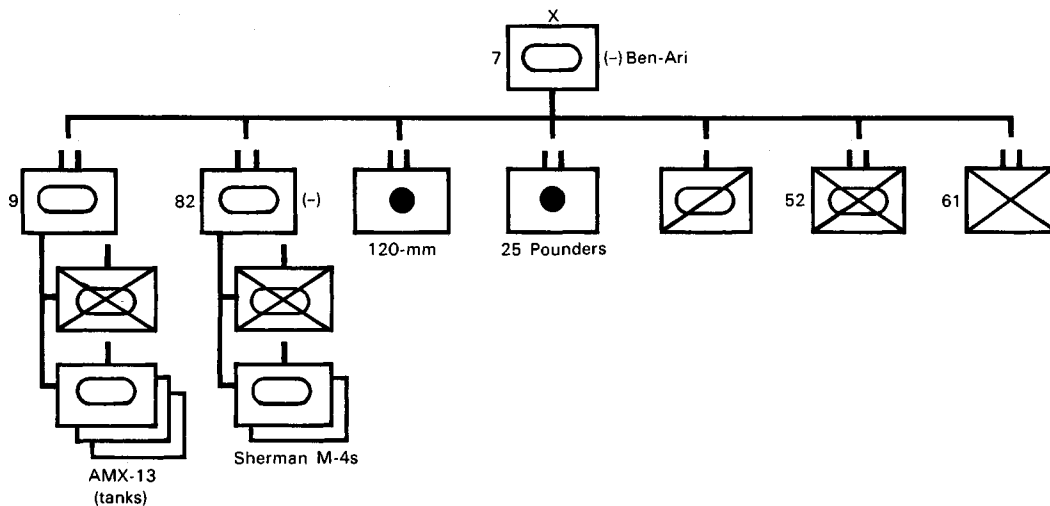 X
7
(-) Ben-Ari
9
82
(-)
52
61
120-mm
25 Pounders
Sherman M-4s
AMX-13
(tanks)